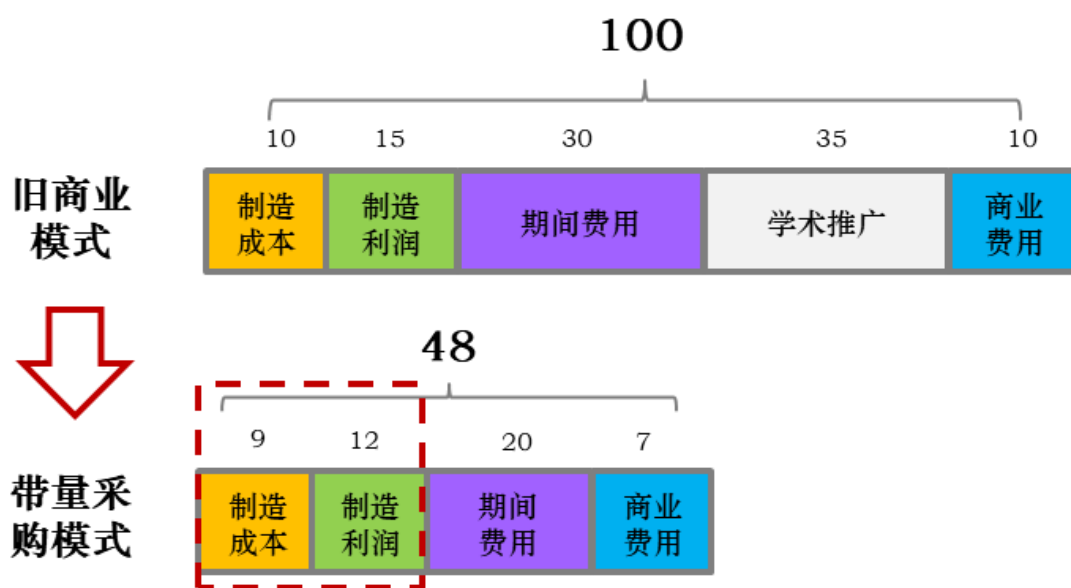 100
10 15 30 35 10
旧商业
模式
制造
成本
制造
利润
期间费用
学术推广
商业
费用
48
9 12 20 7
带量采
购模式
制造
成本
制造
利润
期间
费用
商业
费用